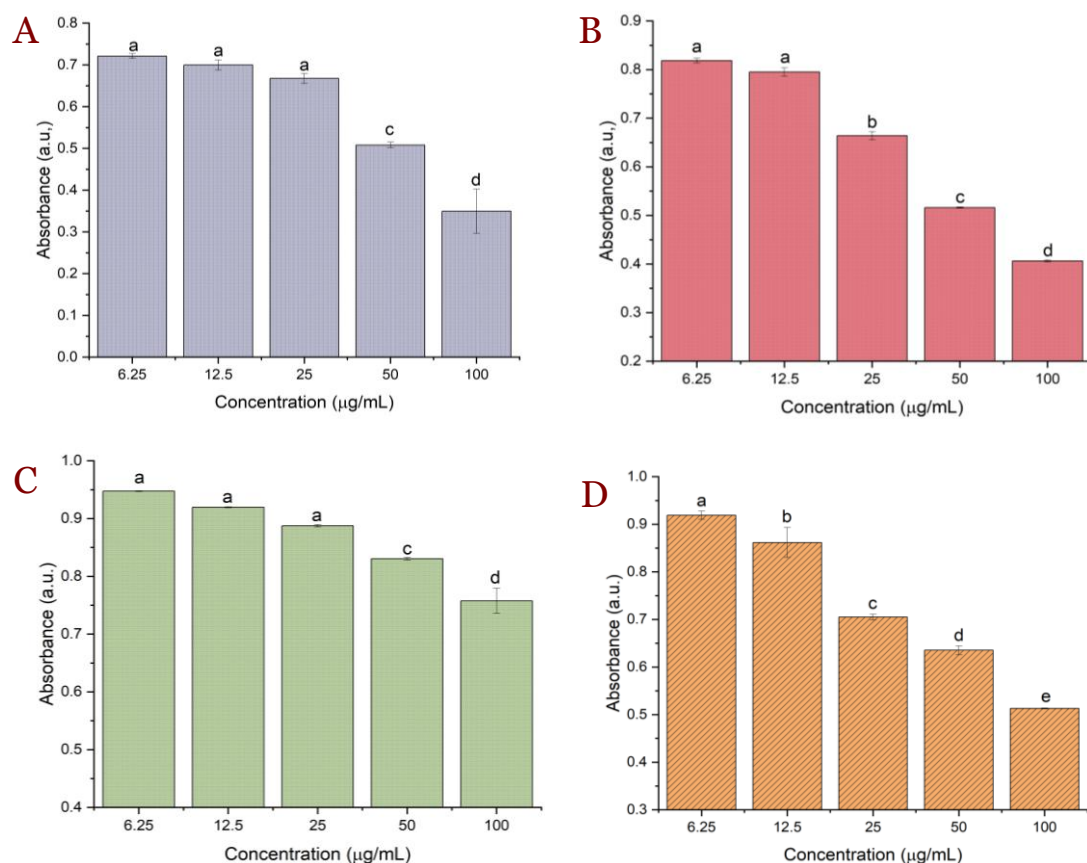 A
Absorbance (a.u,)
0.8
0.7
0.6
0.5
0.4
0.3
0.2
0.1
0.0
a
a
a
c
d
6.25 12.5 25 50 100
Concentration (μg/mL)
B
Absorbance (a.u,)
0.9
0.8
0.7
0.6
0.5
0.4
0.3
0.2
a
a
b
c
d
6.25 12.5 25 50 100
Concentration (μg/mL)
C
Absorbance (a.u.)
1.0
0.9
0.8
0.7
0.6
0.5
0.4
a
a
a
c
d
6.25 12.5 25 50 100
Concentration (μg/mL)
D
Absorbance (a.u.)
1.0
0.9
0.8
0.7
0.6
0.5
0.4
0.3
a
b
c
d
e
6.25 12.5 25 50 100
Concentration (μg/mL)